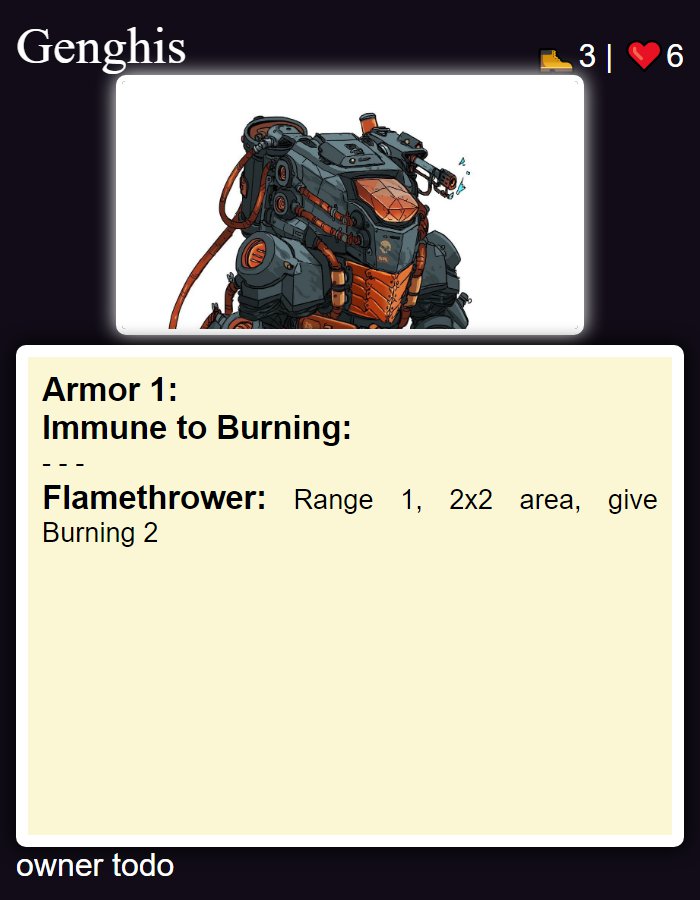 Genghis
3 | 6
Armor 1:
Immune to Burning:
- - -
Flamethrower: Range 1, 2x2 area, give
Burning 2
owner todo